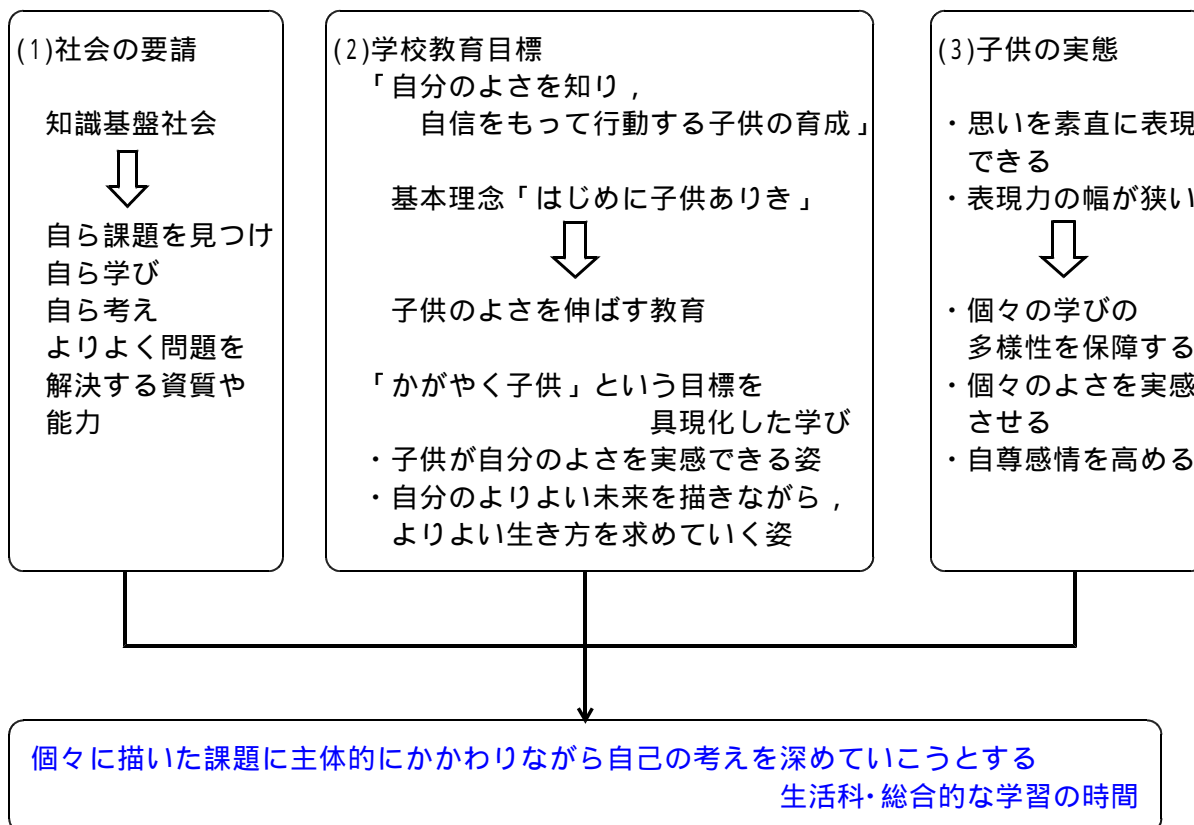 (1)社会の要請
知識基盤社会
自ら課題を見つけ
自ら学び
自ら考え
よりよく問題を
解決する資質や
能力
(2)学校教育目標
「自分のよさを知り，
自信をもって行動する子供の育成」
基本理念「はじめに子供ありき」
子供のよさを伸ばす教育
「かがやく子供」という目標を
具現化した学び
・子供が自分のよさを実感できる姿
・自分のよりよい未来を描きながら，
よりよい生き方を求めていく姿
(3)子供の実態
・思いを素直に表現
できる
・表現力の幅が狭い
・個々の学びの
多様性を保障する
・個々のよさを実感
させる
・自尊感情を高める
個々に描いた課題に主体的にかかわりながら自己の考えを深めていこうとする
生活科・総合的な学習の時間